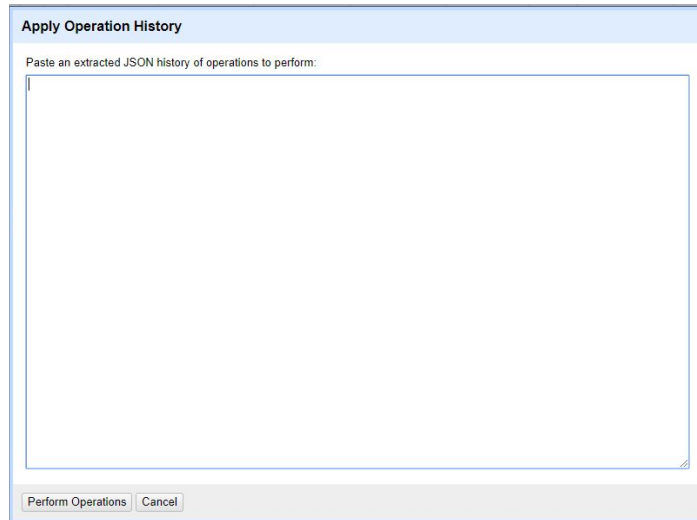 Apply Operation History
Paste an extracted JSON history of operations to perform:
Perform Operations Cancel